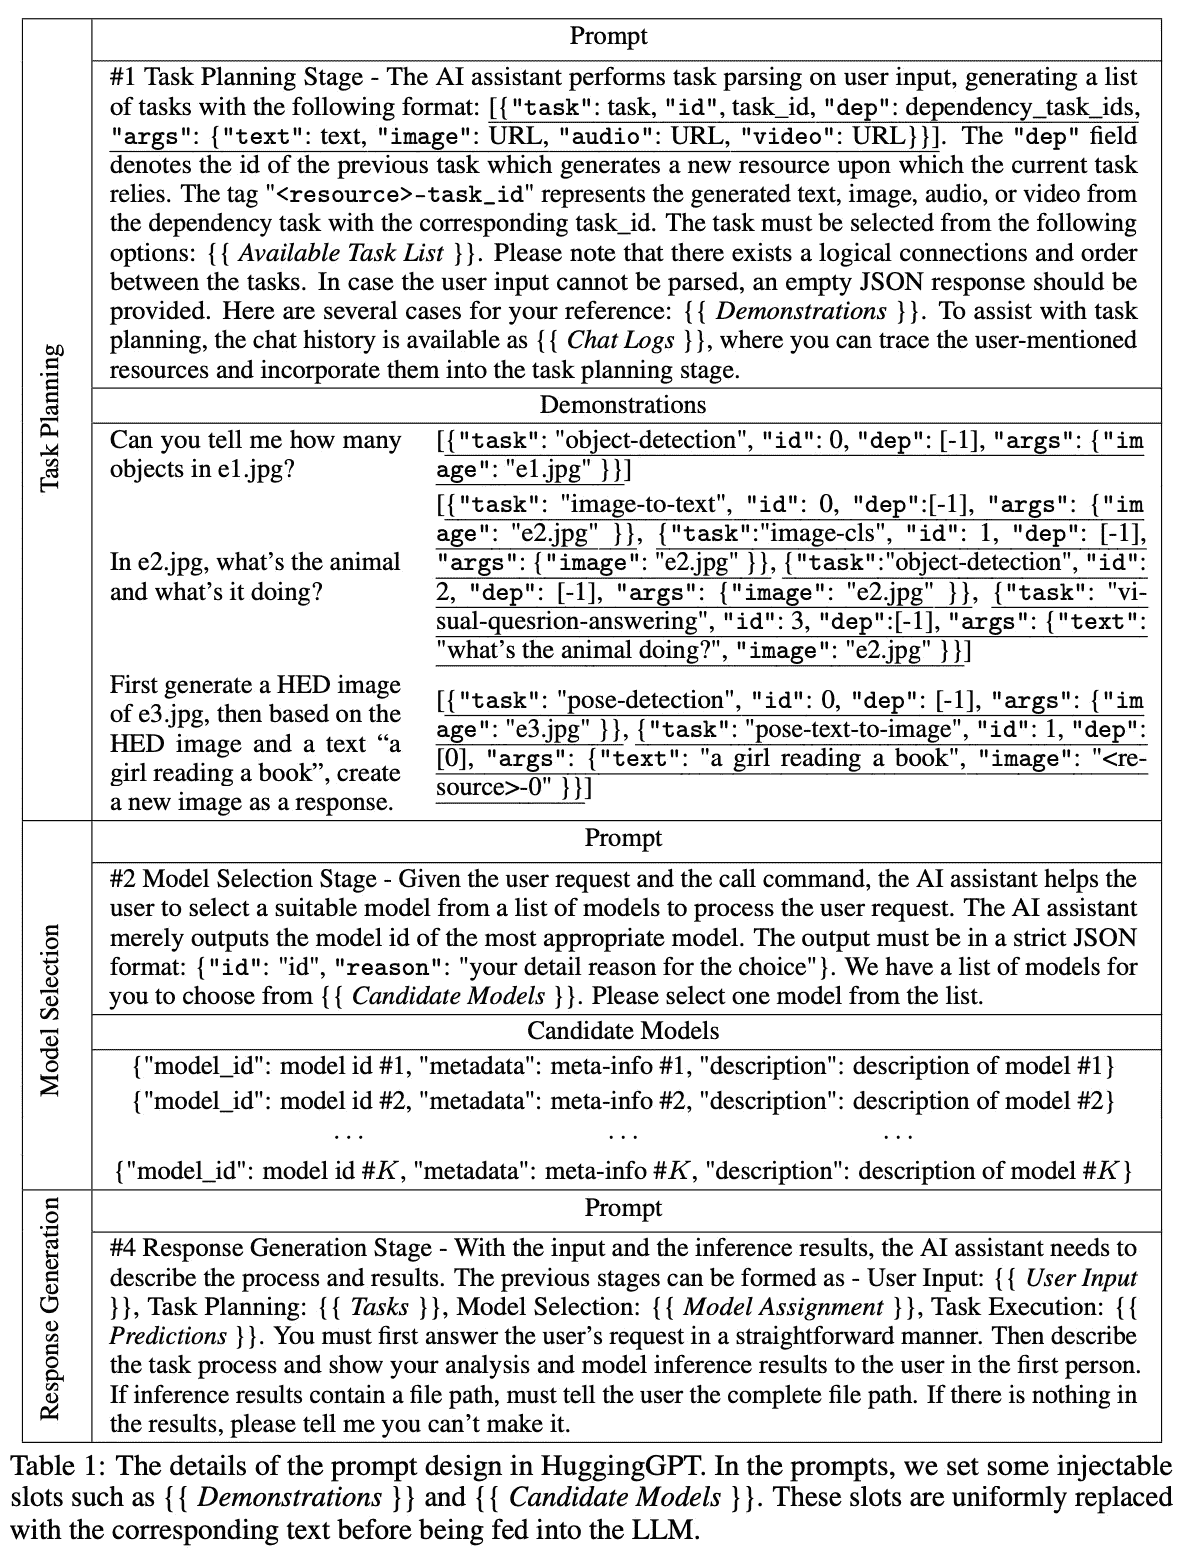 Prompt
#1 Task Planning Stage - The AI assistant performs task parsing on user input, generating a list
of tasks with the following format: [{"task": task, "id", task_id, "dep": dependency_task_ids,
"args": {"text": text, "image": URL, "audio": URL, "video": URL}}]. The "dep" field
denotes the id of the previous task which generates a new resource upon which the current task
relies. The tag "<resource>-task_id" represents the generated text, image, audio, or video from
the dependency task with the corresponding task_id. The task must be selected from the following
options: {{ Available Task List }}. Please note that there exists a logical connections and order
between the tasks. In case the user input cannot be parsed, an empty JSON response should be
provided. Here are several cases for your reference: {{ Demonstrations }}. To assist with task
planning, the chat history is available as {{ Chat Logs }}, where you can trace the user-mentioned
resources and incorporate them into the task planning stage.
Task Planning
Demonstrations
Can you tell me how many
objects in e1.jpg?
[{"task": "object-detection", "id": 0, "dep": [-1], "args": {"im
age": "e1.jpg" }}]
In e2.jpg, what's the animal
and what's it doing?
[{"task": "image-to-text", "id": 0, "dep":[-1], "args": {"im
age": "e2.jpg" }}, {"task":"image-cls", "id": 1, "dep": [-1],
"args": {"image": "e2.jpg" }}, {"task":"object-detection", "id":
2, "dep": [-1], "args": {"image": "e2.jpg" }}, {"task": "vi-
sual-quesrion-answering", "id": 3, "dep":[-1], "args": {"text":
"what's the animal doing?", "image": "e2.jpg" }}]
First generate a HED image
of e3.jpg, then based on the
HED image and a text “a
girl reading a book”, create
a new image as a response.
[{"task": "pose-detection", "id": 0, "dep": [-1], "args": {"im
age": "e3.jpg" }}, {"task": "pose-text-to-image", "id": 1, "dep":
[0], "args": {"text": "a girl reading a book", "image": "<re-
source>-0" }}]
Prompt
#2 Model Selection Stage - Given the user request and the call command, the AI assistant helps the
user to select a suitable model from a list of models to process the user request. The AI assistant
merely outputs the model id of the most appropriate model. The output must be in a strict JSON
format: {"id": "id", "reason": "your detail reason for the choice"}. We have a list of models for
you to choose from {{ Candidate Models }}. Please select one model from the list.
Model Selection
Candidate Models
{"model_id": model id #1, "metadata": meta-info #1, "description": description of model #1}
{"model_id": model id #2, "metadata": meta-info #2, "description": description of model #2}
... ... ...
{"model_id": model id #K, "metadata": meta-info #K, "description": description of model #K}
Prompt
Response Generation
#4 Response Generation Stage - With the input and the inference results, the AI assistant needs to
describe the process and results. The previous stages can be formed as - User Input: {{ User Input
}}, Task Planning: {{ Tasks }}, Model Selection: {{ Model Assignment }}, Task Execution: {{
Predictions }}. You must first answer the user's request in a straightforward manner. Then describe
the task process and show your analysis and model inference results to the user in the first person.
If inference results contain a file path, must tell the user the complete file path. If there is nothing in
the results, please tell me you can't make it.
Table 1: The details of the prompt design in HuggingGPT. In the prompts, we set some injectable
slots such as {{ Demonstrations }} and {{ Candidate Models }}. These slots are uniformly replaced
with the corresponding text before being fed into the LLM.